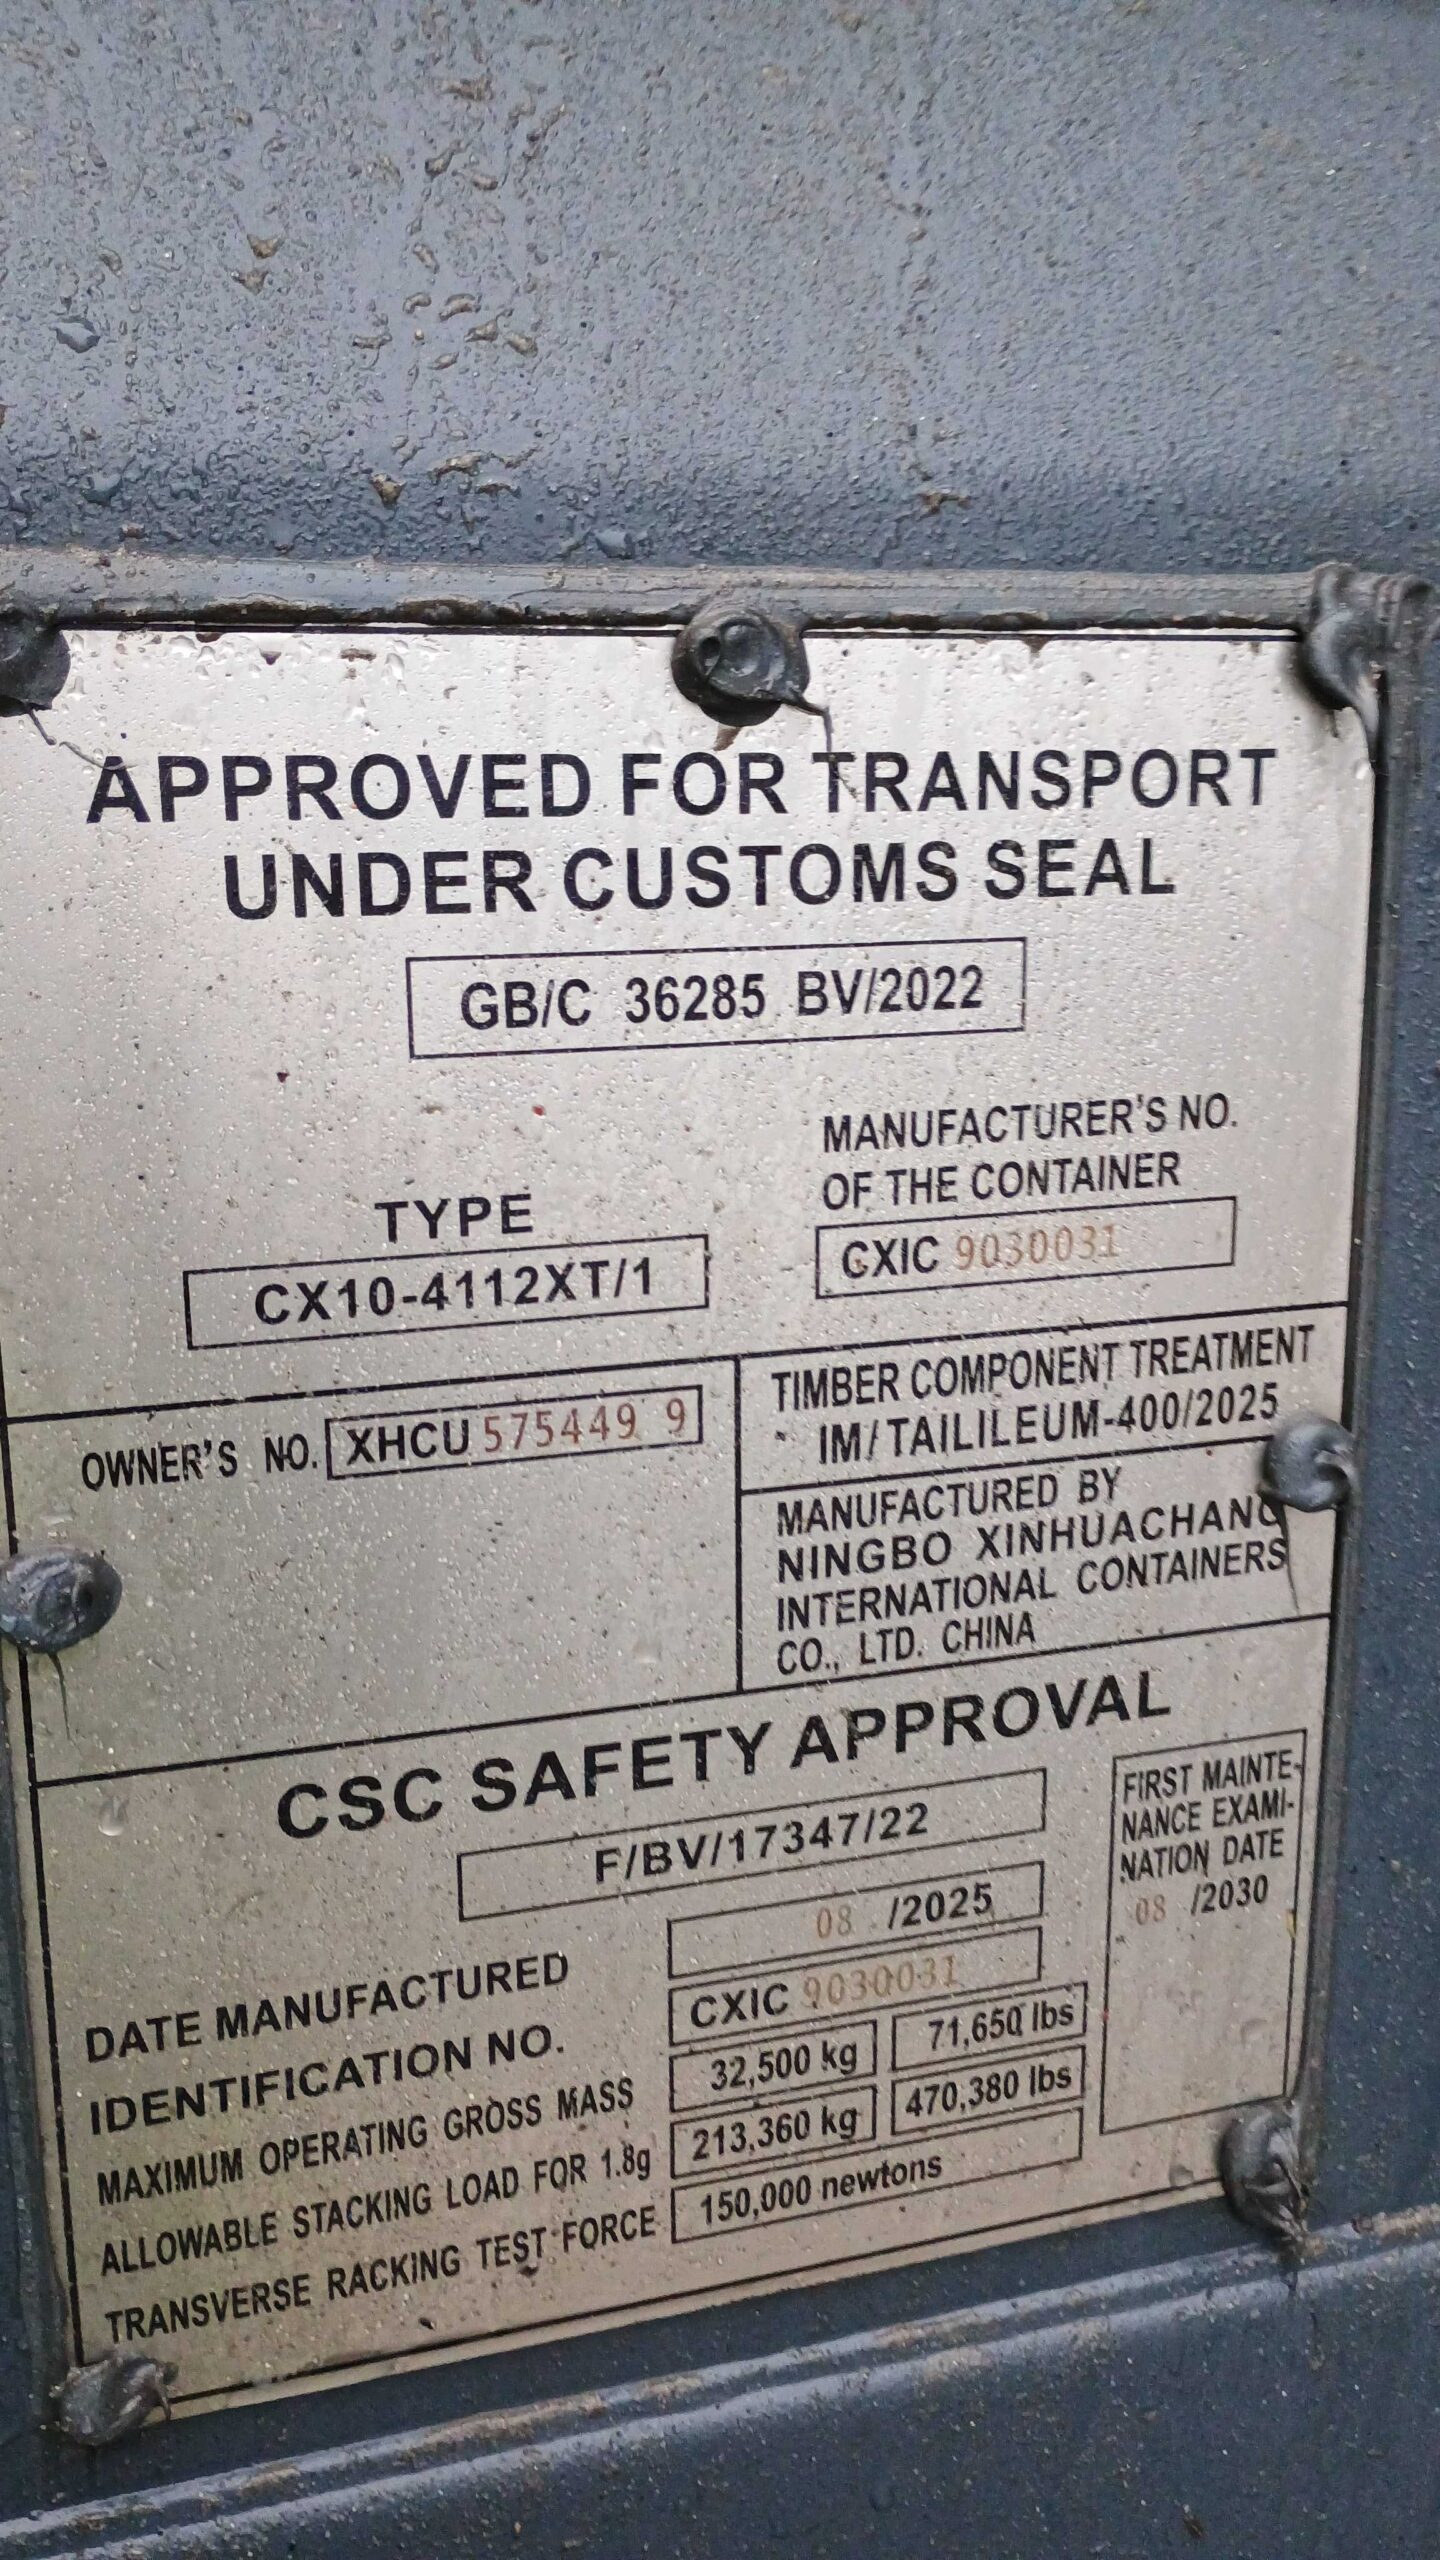 APPROVED FOR TRANSPORT
UNDER CUSTOMS SEAL
GB/C 36285 BV/2022
MANUFACTURER'S NO.
OF THE CONTAINER
CXIC 9030031
TYPE
CX10-4112XT/1
OWNER'S NO. XHCU 575449 9
TIMBER COMPONENT TREATMENT
IM/TAILILEUM-400/2025
MANUFACTURED BY
NINGBO XINHUACHANG
INTERNATIONAL CONTAINERS
CO., LTD. CHINA
CSC SAFETY APPROVAL
F/BV/17347/22
DATE MANUFACTURED 08 /2025
IDENTIFICATION NO. CXIC 9030031
MAXIMUM OPERATING GROSS MASS 32,500 kg 71,650 lbs
ALLOWABLE STACKING LOAD FOR 1.8g 213,360 kg 470,380 lbs
TRANSVERSE RACKING TEST FORCE 150,000 newtons
FIRST MAINTE-
NANCE EXAMI-
NATION DATE
08 /2030